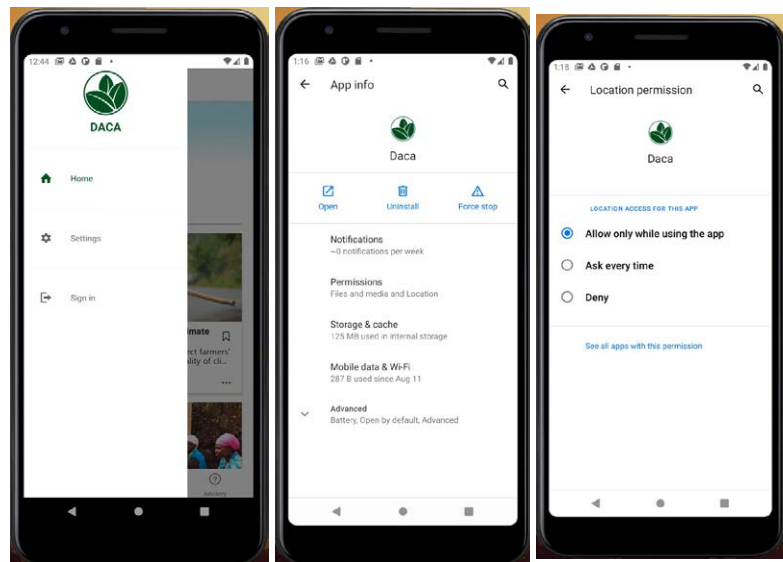 12:44
DACA
Home
Settings
Sign in
imate
ct farmers'
lity of cli...
Advisory
1:16
App info
Daca
Open
Uninstall
Force stop
Notifications
~0 notifications per week
Permissions
Files and media and Location
Storage & cache
125 MB used in internal storage
Mobile data & Wi-Fi
287 B used since Aug 11
Advanced
Battery, Open by default, Advanced
1:18
Location permission
Daca
LOCATION ACCESS FOR THIS APP
Allow only while using the app
Ask every time
Deny
See all apps with this permission